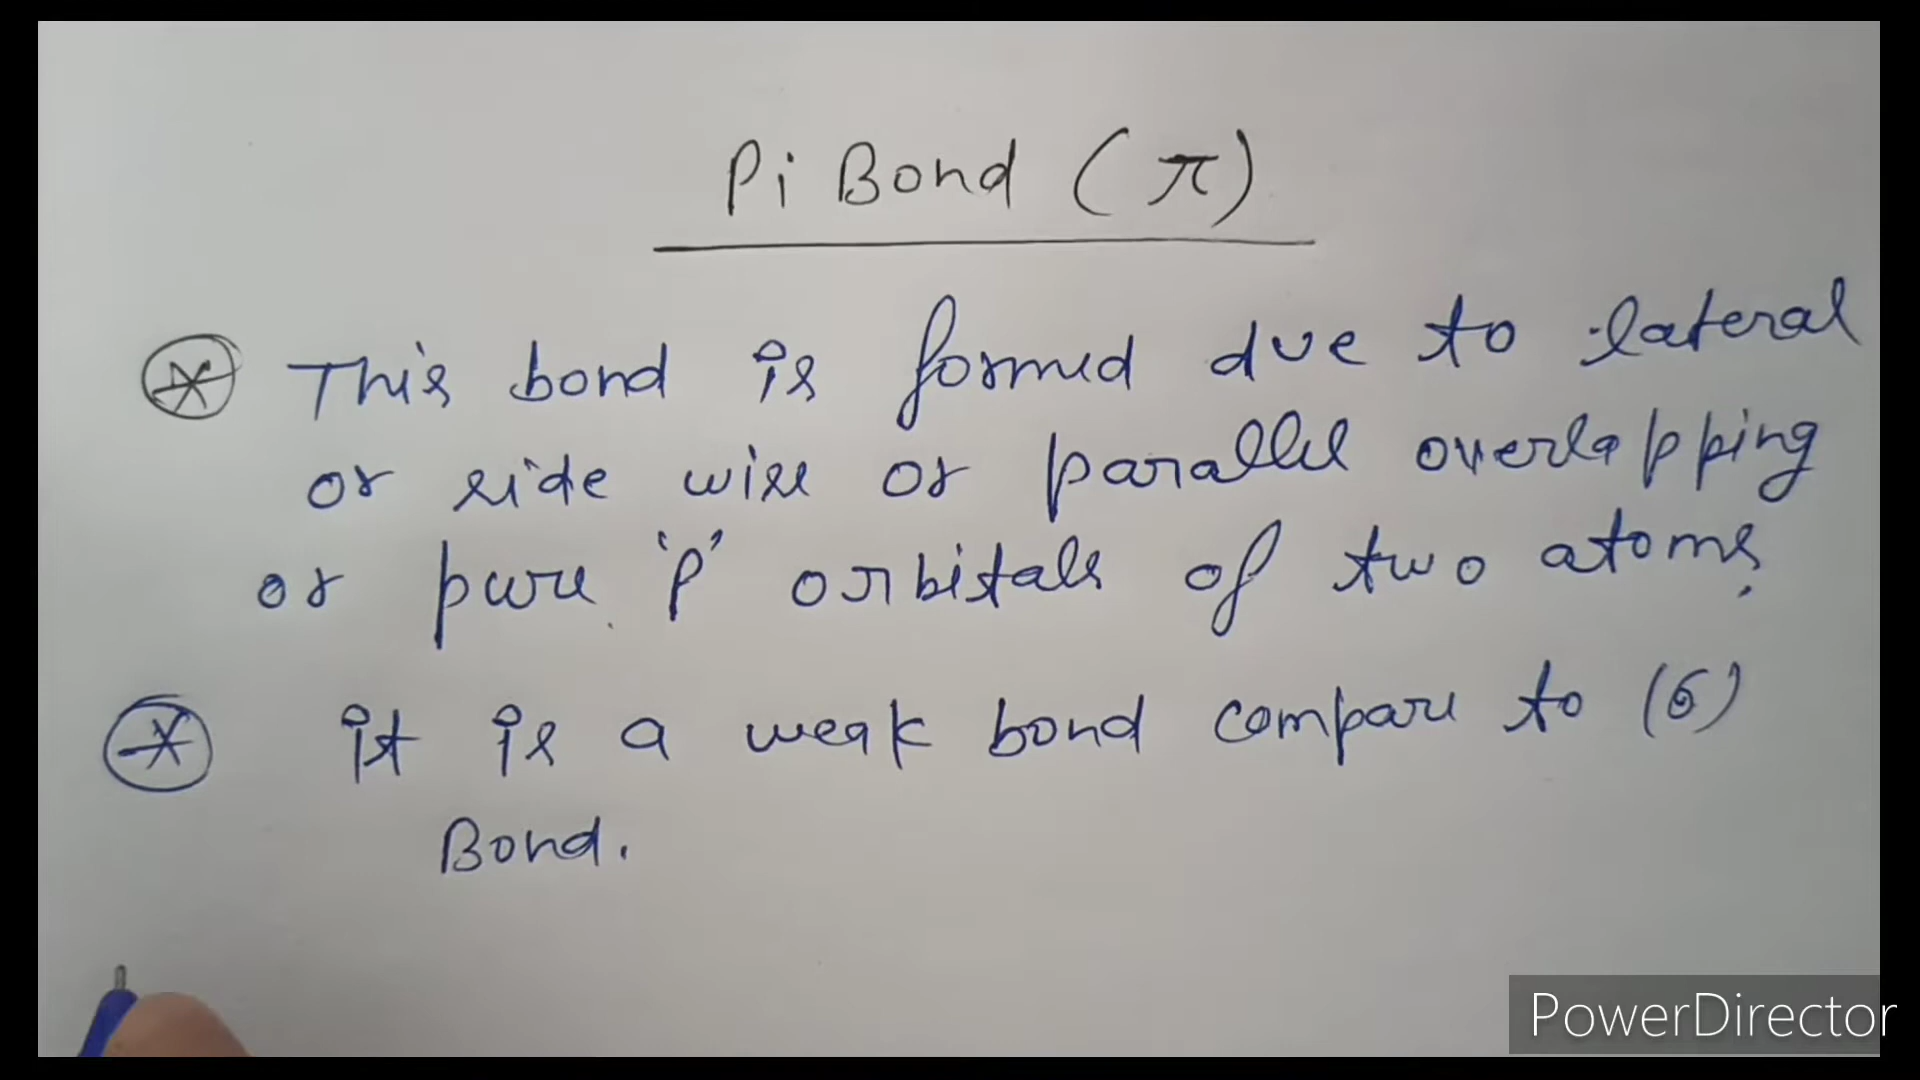 Pi Bond (π)
This bond is formed due to lateral
or side wise or parallel overlapping
or pure 'P' orbitals of two atoms.
it is a weak bond compare to (σ)
Bond.
PowerDirector